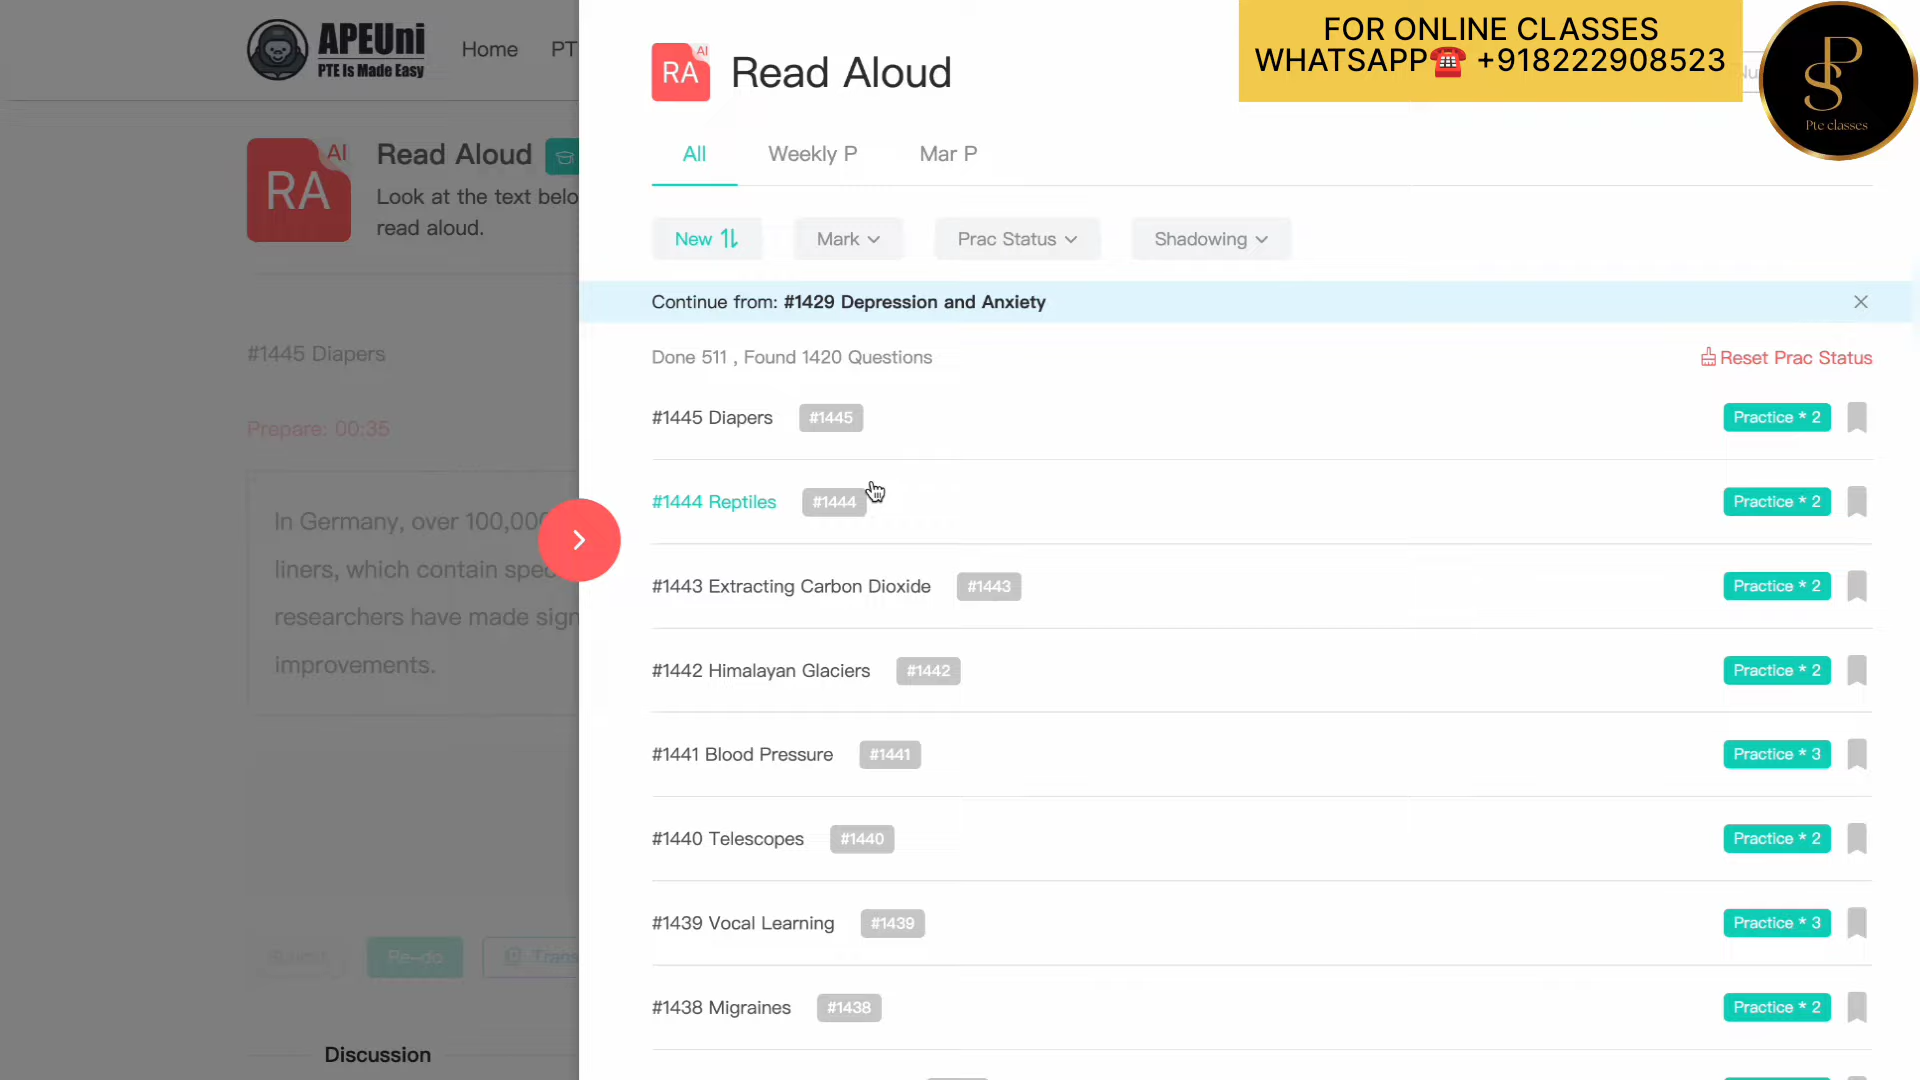 APEUni
PTE Is Made Easy
Home
PT
AI
RA
Read Aloud
Look at the text belo
read aloud.
#1445 Diapers
Prepare: 00:35
In Germany, over 100,000
liners, which contain spec
researchers have made sign
improvements.
Re-do
Trans
Discussion
RA
AI
Read Aloud
FOR ONLINE CLASSES
WHATSAPP☎️ +918222908523
SP
Pte classes
All
Weekly P
Mar P
New
Mark
Prac Status
Shadowing
Continue from: #1429 Depression and Anxiety
Done 511 , Found 1420 Questions
Reset Prac Status
#1445 Diapers #1445 Practice * 2
#1444 Reptiles #1444 Practice * 2
#1443 Extracting Carbon Dioxide #1443 Practice * 2
#1442 Himalayan Glaciers #1442 Practice * 2
#1441 Blood Pressure #1441 Practice * 3
#1440 Telescopes #1440 Practice * 2
#1439 Vocal Learning #1439 Practice * 3
#1438 Migraines #1438 Practice * 2